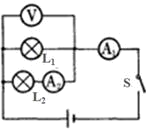 V
L₁ A₁
S
L₂ A₂